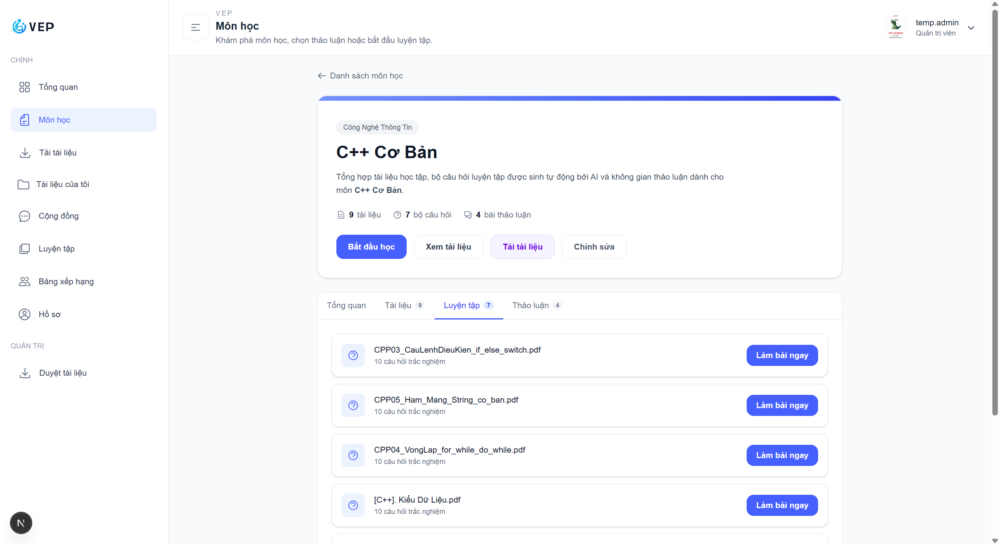 VEP
CHÍNH
Tổng quan
Môn học
Tải tài liệu
Tài liệu của tôi
Cộng đồng
Luyện tập
Bảng xếp hạng
Hồ sơ
QUẢN TRỊ
Duyệt tài liệu
N
VEP
Môn học
Khám phá môn học, chọn thảo luận hoặc bắt đầu luyện tập.
FEEL WRONGED
temp.admin
Quản trị viên
Danh sách môn học
Công Nghệ Thông Tin
C++ Cơ Bản
Tổng hợp tài liệu học tập, bộ câu hỏi luyện tập được sinh tự động bởi AI và không gian thảo luận dành cho
môn C++ Cơ Bản.
9 tài liệu 7 bộ câu hỏi 4 bài thảo luận
Bắt đầu học Xem tài liệu Tải tài liệu Chỉnh sửa
Tổng quan Tài liệu 9 Luyện tập 7 Thảo luận 4
CPP03_CauLenhDieuKien_if_else_switch.pdf
10 câu hỏi trắc nghiệm
Làm bài ngay
CPP05_Ham_Mang_String_co_ban.pdf
10 câu hỏi trắc nghiệm
Làm bài ngay
CPP04_VongLap_for_while_do_while.pdf
10 câu hỏi trắc nghiệm
Làm bài ngay
[C++]. Kiểu Dữ Liệu.pdf
10 câu hỏi trắc nghiệm
Làm bài ngay